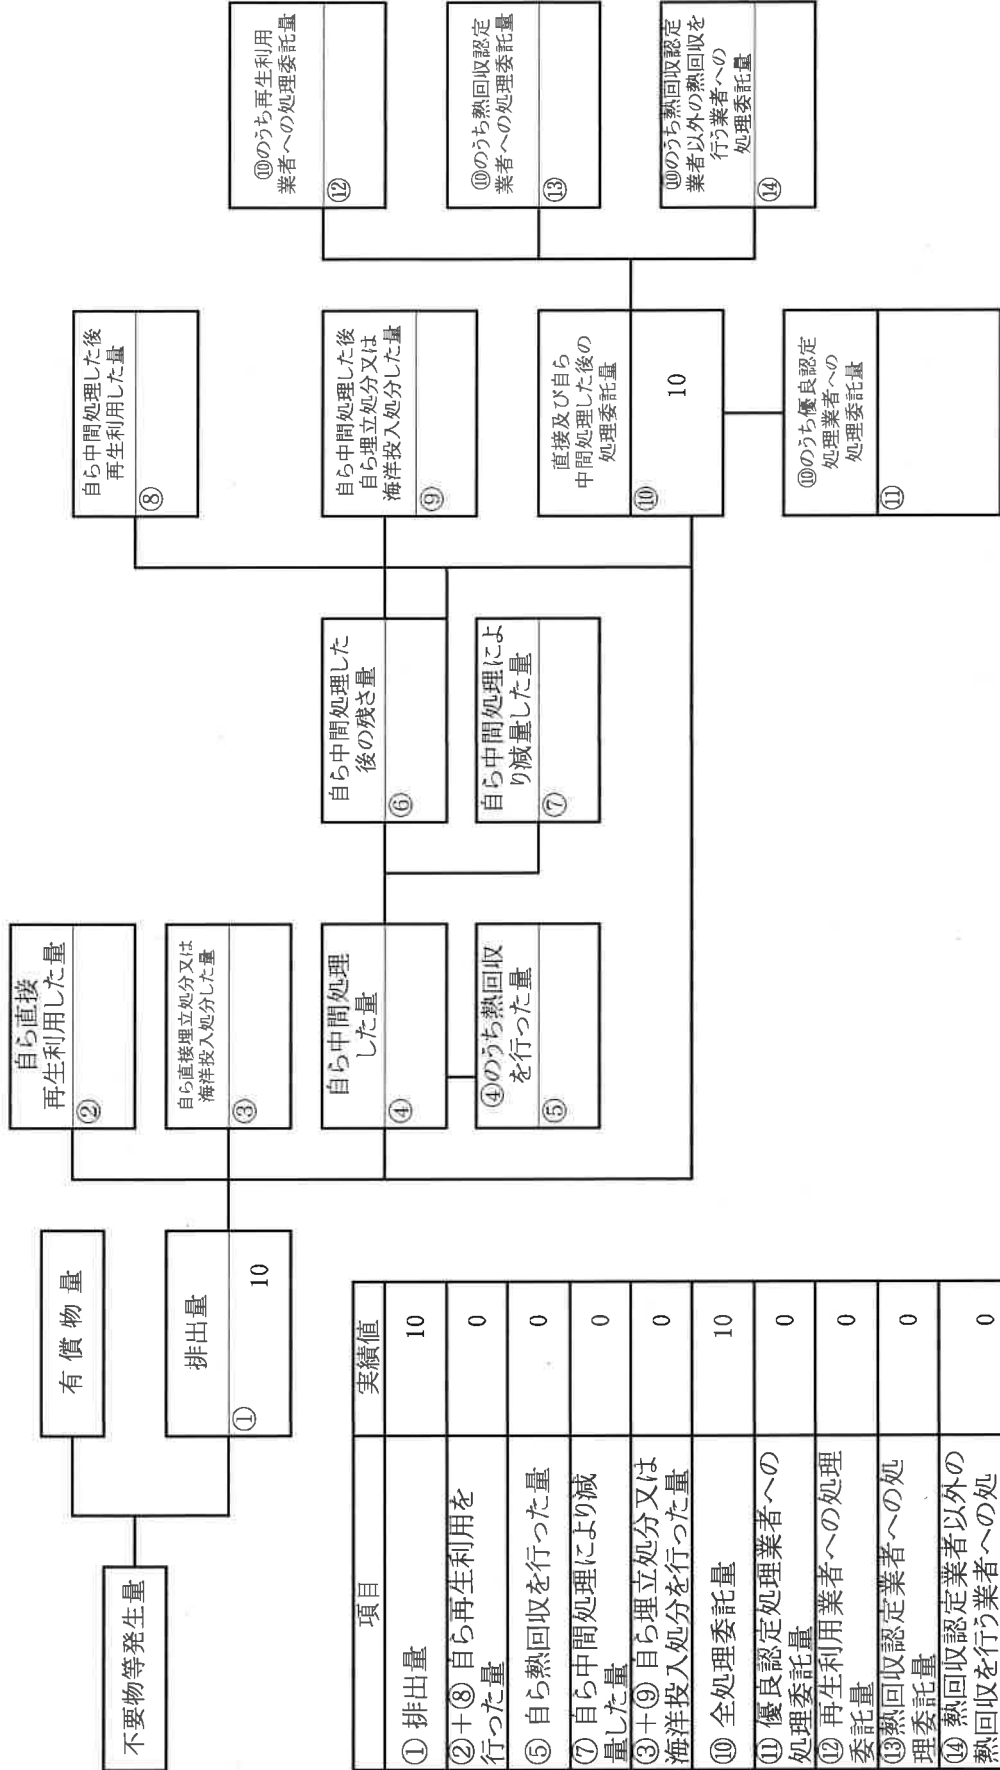 不要物等発生量
有償物量
排出量
①
10
自ら直接
再生利用した量
②
自ら直接埋立処分又は
海洋投入処分した量
③
自ら中間処理
した量
④
④のうち熱回収
を行った量
⑤
自ら中間処理した
後の残さ量
⑥
自ら中間処理によ
り減量した量
⑦
自ら中間処理した後
再生利用した量
⑧
自ら中間処理した後
自ら埋立処分又は
海洋投入処分した量
⑨
直接及び自ら
中間処理した後の
処理委託量
⑩
10
⑩のうち優良認定
処理業者への
処理委託量
⑪
⑩のうち再生利用
業者への処理委託量
⑫
⑩のうち熱回収認定
業者への処理委託量
⑬
⑩のうち熱回収認定
業者以外の熱回収を
行う業者への
処理委託量
⑭
項目 実績値
① 排出量 10
②+⑧ 自ら再生利用を
行った量 0
⑤ 自ら熱回収を行った量 0
⑦ 自ら中間処理により減
量した量 0
③+⑨ 自ら埋立処分又は
海洋投入処分を行った量 0
⑩ 全処理委託量 10
⑪ 優良認定処理業者への
処理委託量 0
⑫ 再生利用業者への処理
委託量 0
⑬熱回収認定業者への処
理委託量 0
⑭ 熱回収認定業者以外の
熱回収を行う業者への処 0